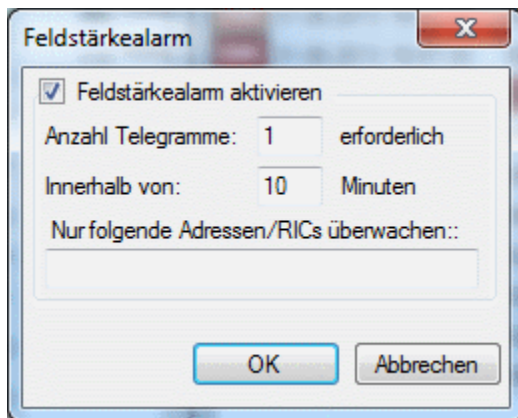 Feldstärkealarm
Feldstärkealarm aktivieren
Anzahl Telegramme: 1 erforderlich
Innerhalb von: 10 Minuten
Nur folgende Adressen/RICs überwachen::
OK Abbrechen